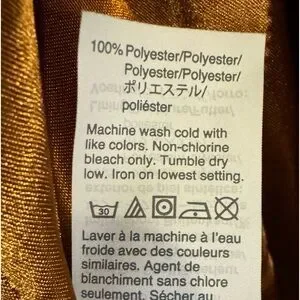 100% Polyester/Polyester/
Polyester/Polyester/
ポリエステル/
poliéster
Machine wash cold with
like colors. Non-chlorine
bleach only. Tumble dry
low. Iron on lowest setting.
30
Laver à la machine à l'eau
froide avec des couleurs
similaires. Agent de
blanchiment sans chlore
seulement. Sécher au